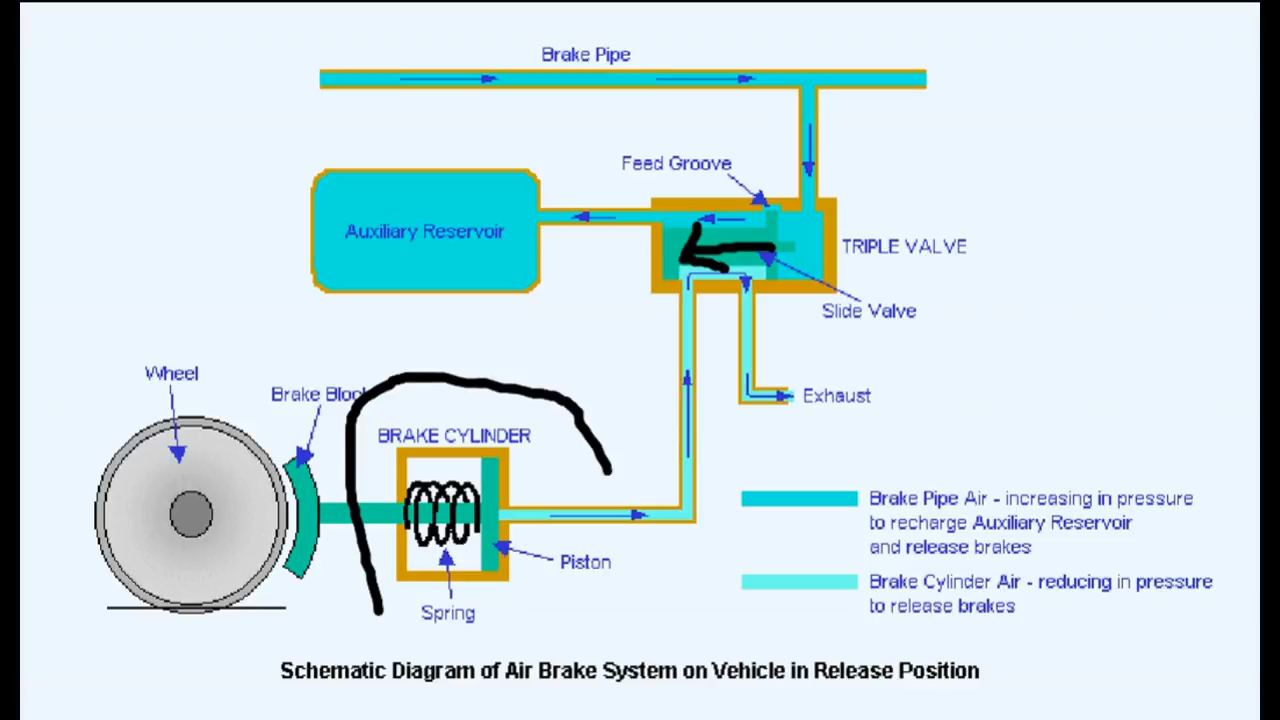 Brake Pipe
Feed Groove
Auxiliary Reservoir
TRIPLE VALVE
Slide Valve
Wheel
Brake Block
Exhaust
BRAKE CYLINDER
Brake Pipe Air - increasing in pressure
to recharge Auxiliary Reservoir
and release brakes
Piston
Brake Cylinder Air - reducing in pressure
to release brakes
Spring
Schematic Diagram of Air Brake System on Vehicle in Release Position